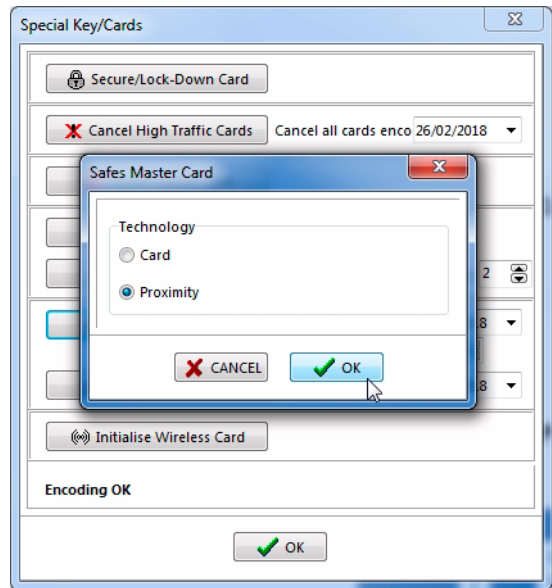 Special Key/Cards
Secure/Lock-Down Card
Cancel High Traffic Cards Cancel all cards enco 26/02/2018
Safes Master Card
Technology
Card
Proximity
2
8
CANCEL OK
8
Initialise Wireless Card
Encoding OK
OK